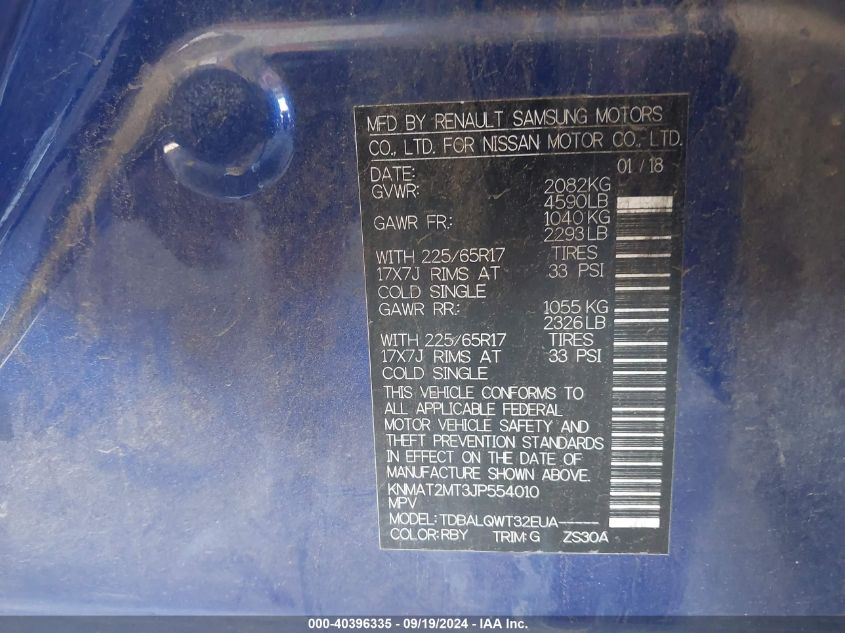 MFD BY RENAULT SAMSUNG MOTORS
CO., LTD. FOR NISSAN MOTOR CO., LTD.
DATE: 01 / 18
GVWR: 2082KG
4590LB
GAWR FR.: 1040 KG
2293 LB
WITH 225/65R17 TIRES
17X7J RIMS AT 33 PSI
COLD SINGLE
GAWR RR.: 1055 KG
2326 LB
WITH 225/65R17 TIRES
17X7J RIMS AT 33 PSI
COLD SINGLE
THIS VEHICLE CONFORMS TO
ALL APPLICABLE FEDERAL
MOTOR VEHICLE SAFETY AND
THEFT PREVENTION STANDARDS
IN EFFECT ON THE DATE OF
MANUFACTURE SHOWN ABOVE.
KNMAT2MT3JP554010
MPV
MODEL: TDBALQWT32EUA-----
COLOR:RBY TRIM:G ZS30A
000-40396335 - 09/19/2024 - IAA Inc.